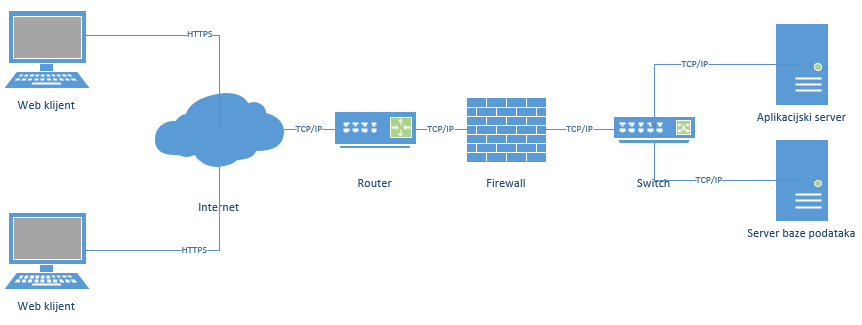 HTTPS
Web klijent
TCP/IP
Aplikacijski server
TCP/IP
TCP/IP
TCP/IP
Internet
Router
Firewall
Switch
TCP/IP
Server baze podataka
HTTPS
Web klijent